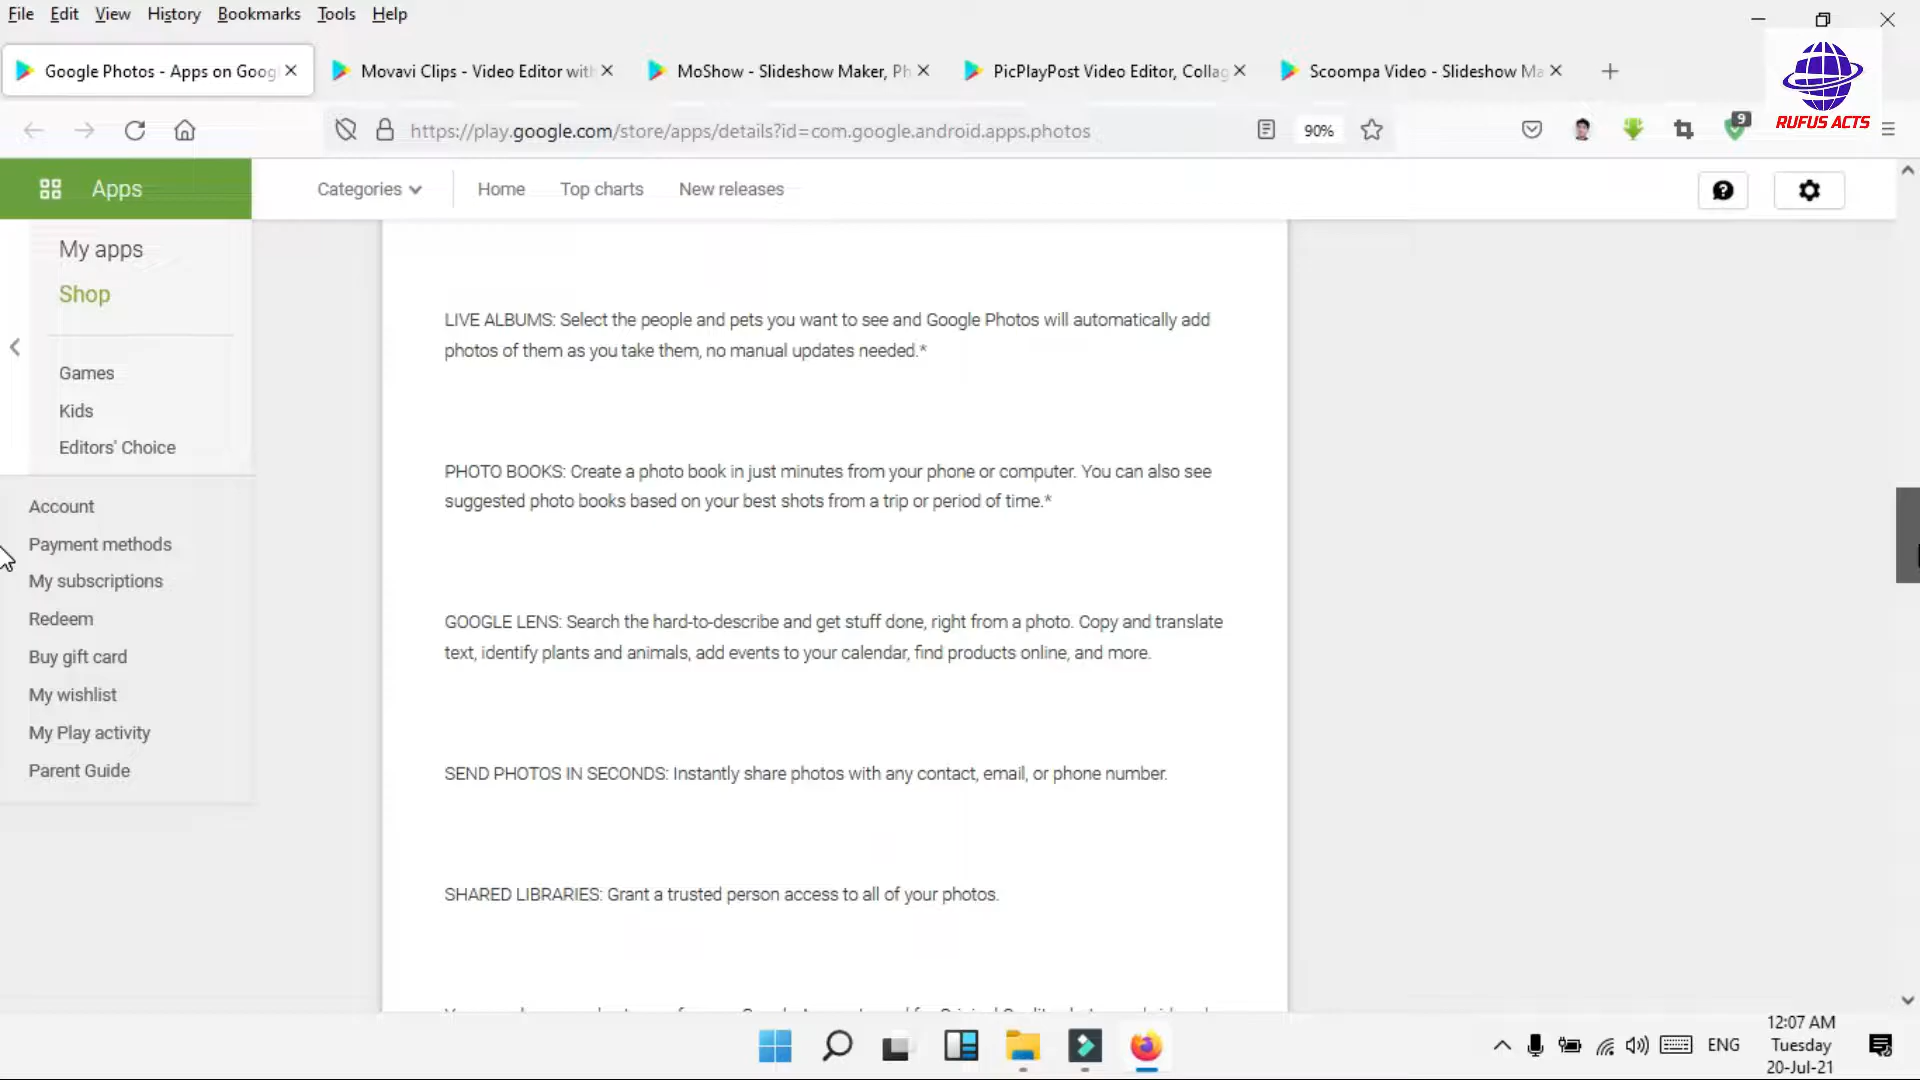 File Edit View History Bookmarks Tools Help
Google Photos - Apps on Goog
Movavi Clips - Video Editor with
MoShow - Slideshow Maker, Ph
PicPlayPost Video Editor, Collag
Scoompa Video - Slideshow Ma
RUFUS ACTS
https://play.google.com/store/apps/details?id=com.google.android.apps.photos
90%
9
Apps
Categories
Home
Top charts
New releases
My apps
Shop
Games
Kids
Editors' Choice
Account
Payment methods
My subscriptions
Redeem
Buy gift card
My wishlist
My Play activity
Parent Guide
LIVE ALBUMS: Select the people and pets you want to see and Google Photos will automatically add
photos of them as you take them, no manual updates needed.*
PHOTO BOOKS: Create a photo book in just minutes from your phone or computer. You can also see
suggested photo books based on your best shots from a trip or period of time.*
GOOGLE LENS: Search the hard-to-describe and get stuff done, right from a photo. Copy and translate
text, identify plants and animals, add events to your calendar, find products online, and more.
SEND PHOTOS IN SECONDS: Instantly share photos with any contact, email, or phone number.
SHARED LIBRARIES: Grant a trusted person access to all of your photos.
ENG
12:07 AM
Tuesday
20-Jul-21